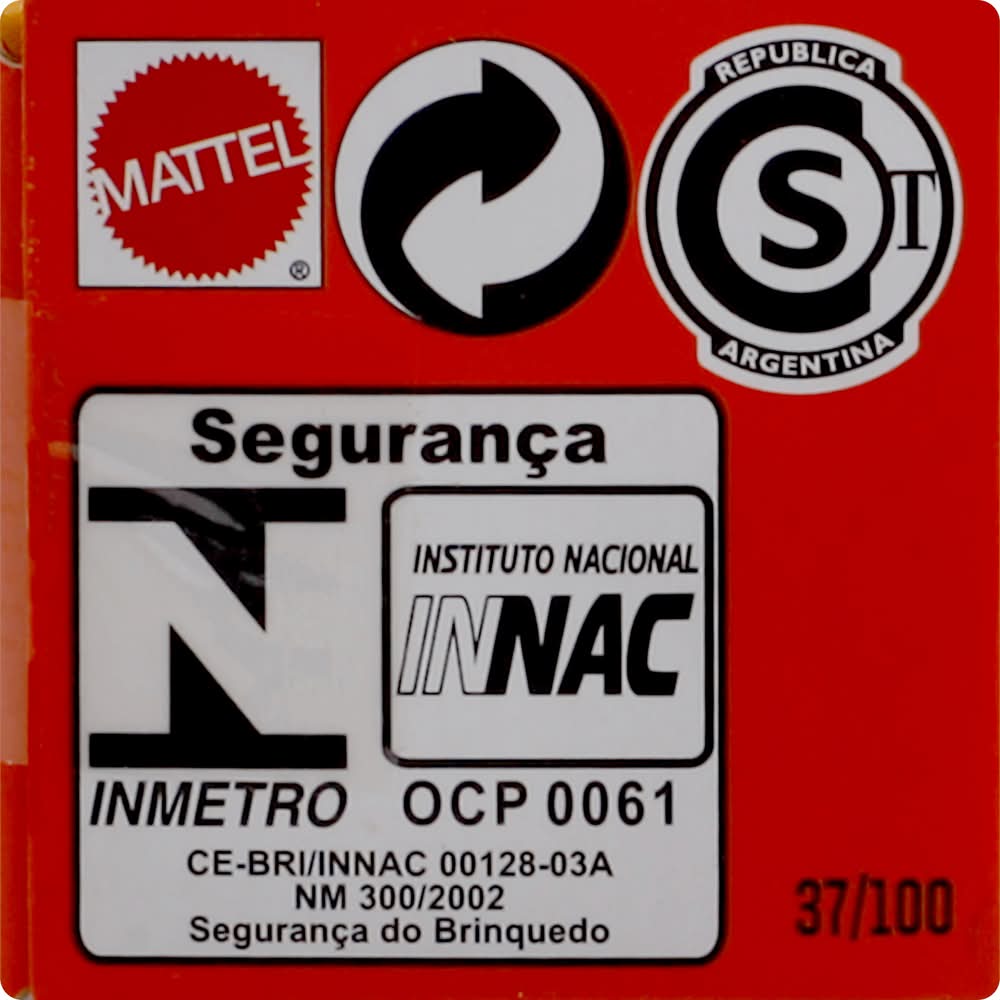 MATTEL
®
REPUBLICA
S
T
ARGENTINA
Segurança
INSTITUTO NACIONAL
INNAC
INMETRO
OCP 0061
CE-BRI/INNAC 00128-03A
NM 300/2002
Segurança do Brinquedo
37/100